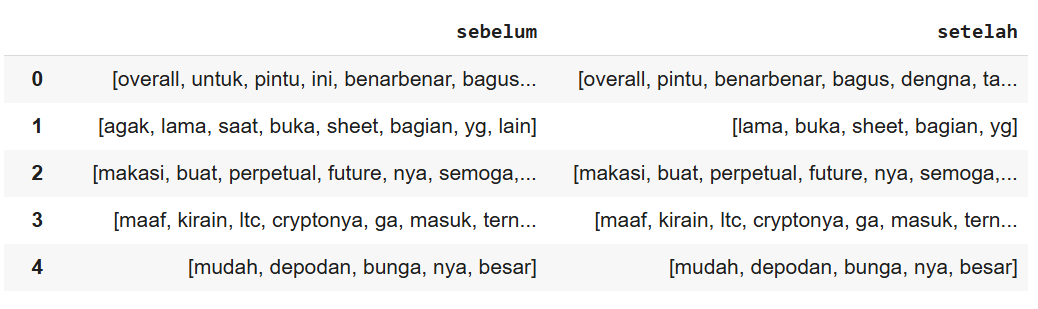 sebelum setelah
0 [overall, untuk, pintu, ini, benarbenar, bagus... [overall, pintu, benarbenar, bagus, dengna, ta...
1 [agak, lama, saat, buka, sheet, bagian, yg, lain] [lama, buka, sheet, bagian, yg]
2 [makasi, buat, perpetual, future, nya, semoga,... [makasi, buat, perpetual, future, nya, semoga,...
3 [maaf, kirain, ltc, cryptonya, ga, masuk, tern... [maaf, kirain, ltc, cryptonya, ga, masuk, tern...
4 [mudah, depodan, bunga, nya, besar] [mudah, depodan, bunga, nya, besar]